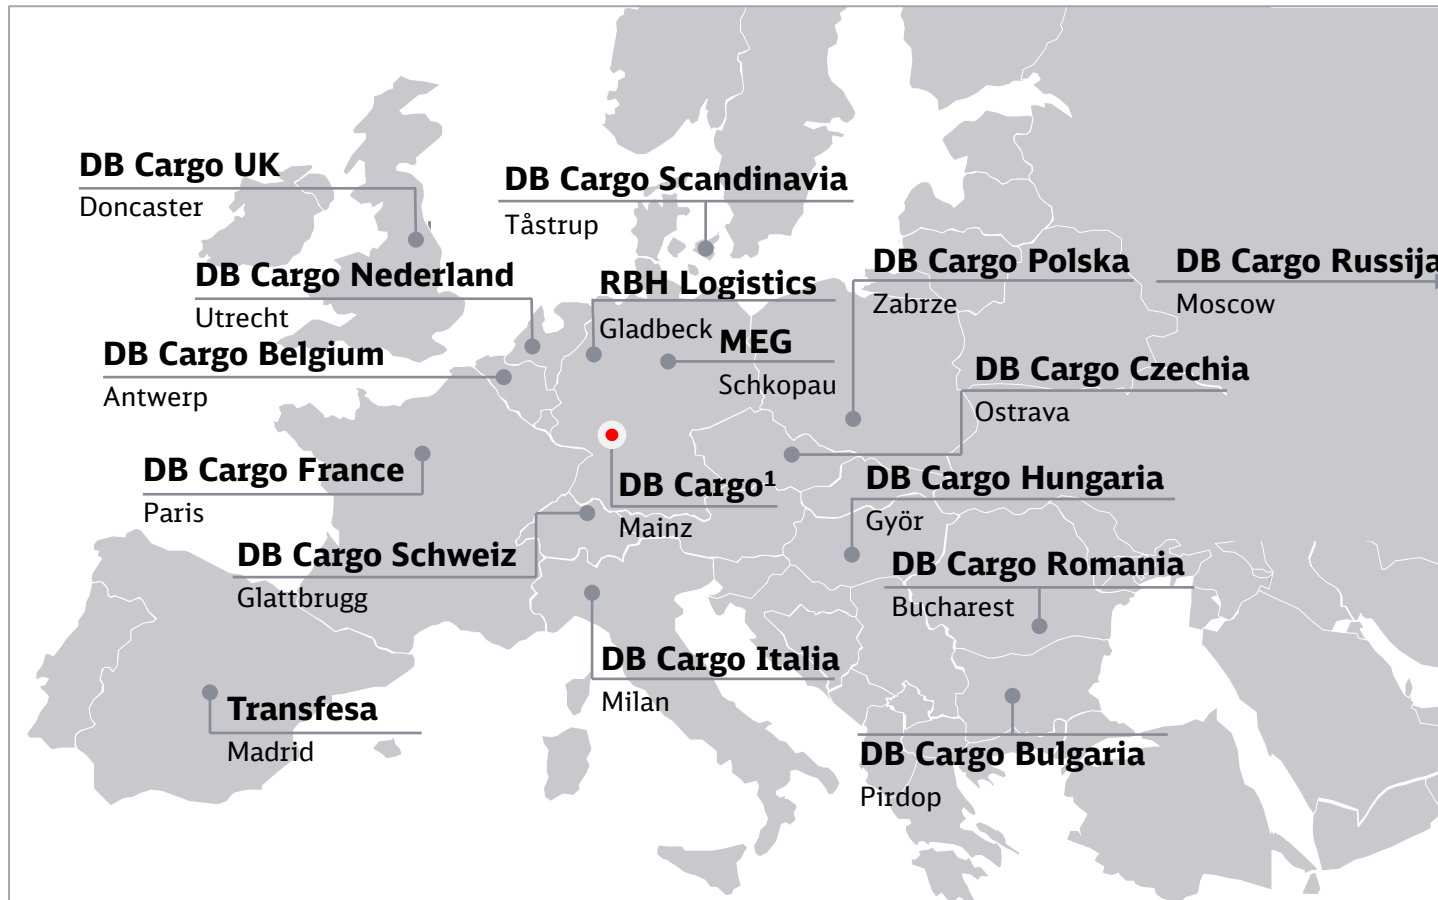 DB Cargo UK
Doncaster
DB Cargo Scandinavia
Tåstrup
DB Cargo Nederland
Utrecht
RBH Logistics
Gladbeck
DB Cargo Polska
Zabrze
DB Cargo Russija
Moscow
DB Cargo Belgium
Antwerp
MEG
Schkopau
DB Cargo Czechia
Ostrava
DB Cargo France
Paris
DB Cargo¹
Mainz
DB Cargo Hungaria
Györ
DB Cargo Schweiz
Glattbrugg
DB Cargo Romania
Bucharest
DB Cargo Italia
Milan
Transfesa
Madrid
DB Cargo Bulgaria
Pirdop